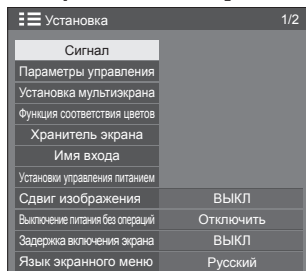 Установка 1/2
Сигнал
Параметры управления
Установка мультиэкрана
Функция соответствия цветов
Хранитель экрана
Имя входа
Установки управления питанием
Сдвиг изображения ВЫКЛ
Выключение питания без операций Отключить
Задержка включения экрана ВЫКЛ
Язык экранного меню Русский